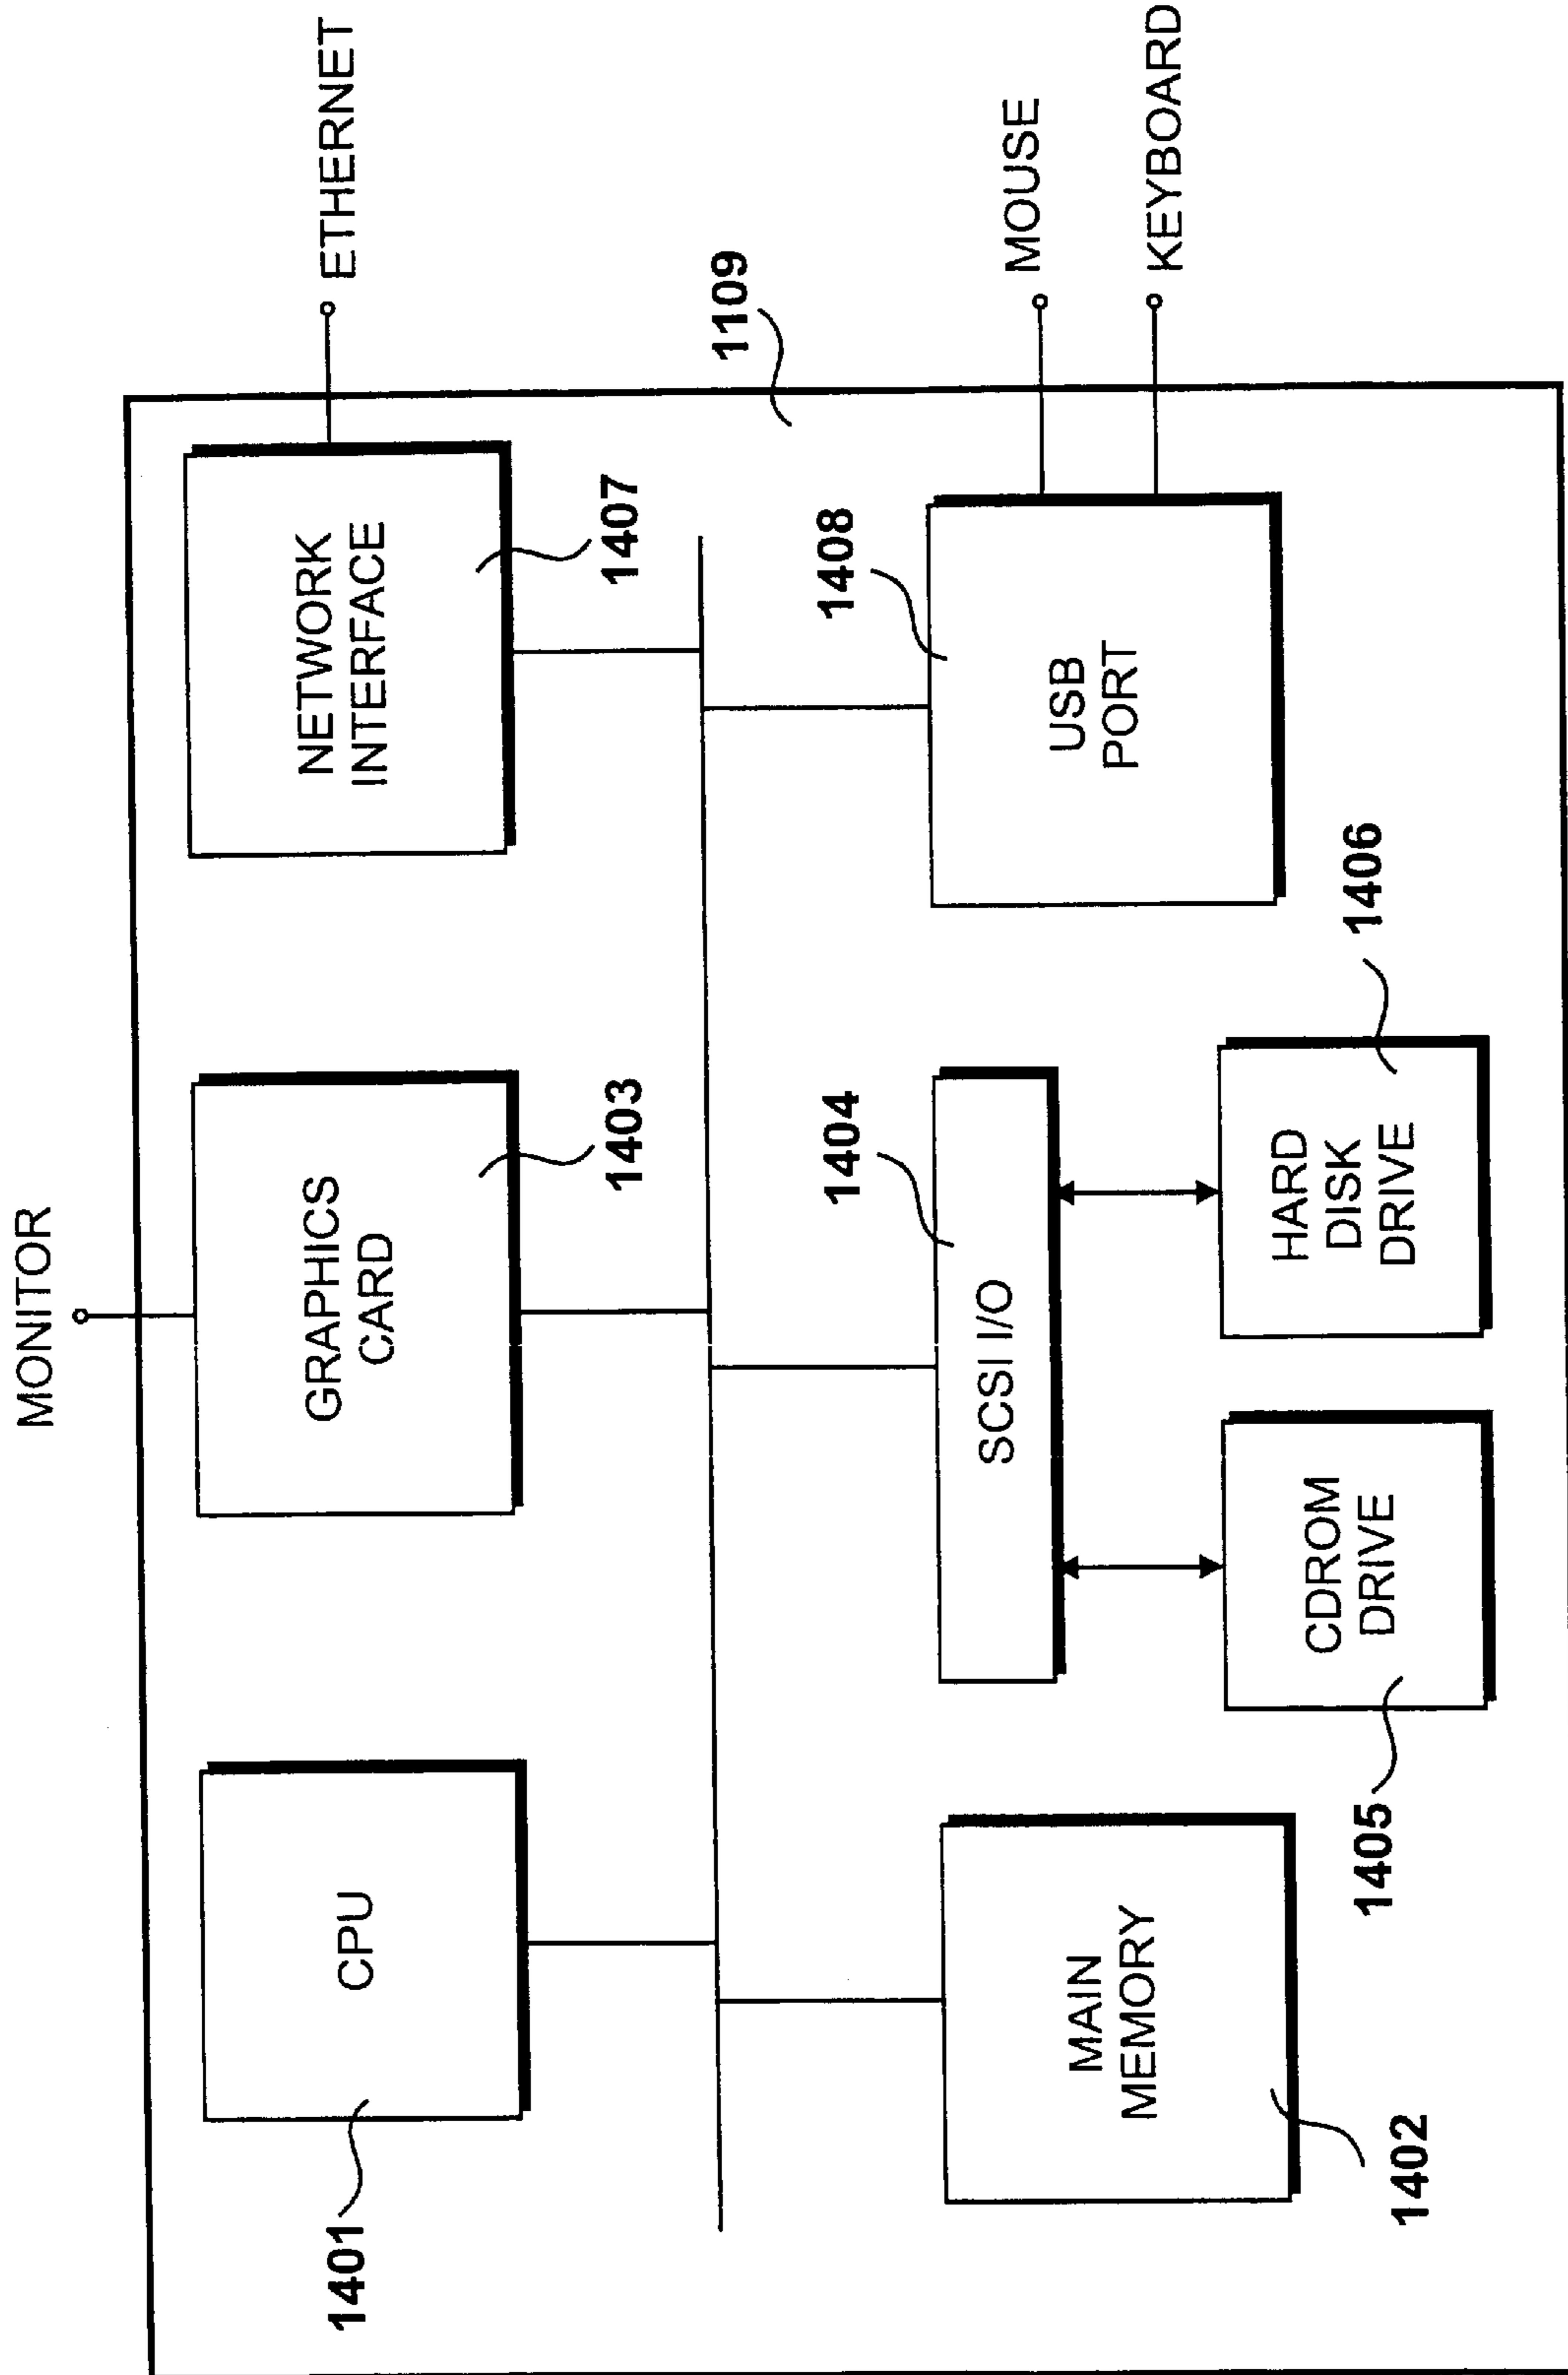 MONITOR
ETHERNET
CPU
1401
GRAPHICS
CARD
1403
NETWORK
INTERFACE
1407
1109
MAIN
MEMORY
1402
SCSI I/O
1404
CDROM
DRIVE
1405
HARD
DISK
DRIVE
1406
USB
PORT
1408
MOUSE
KEYBOARD